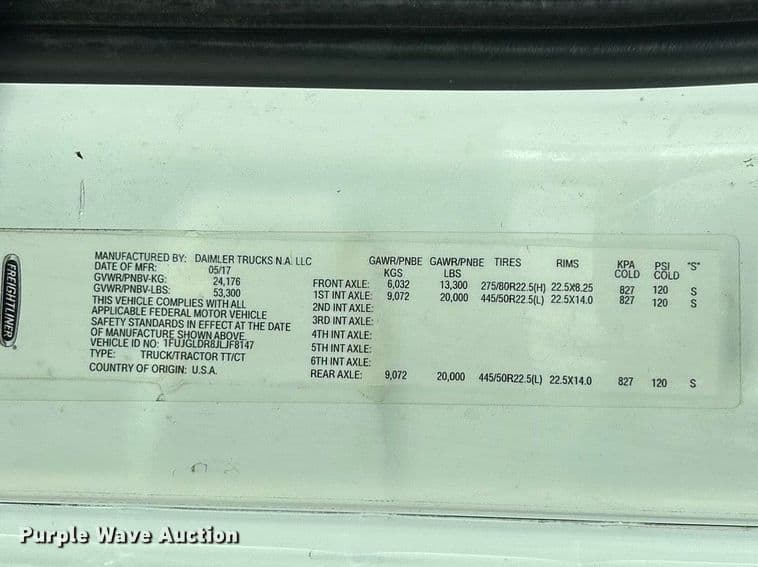 FREIGHTLINER
MANUFACTURED BY: DAIMLER TRUCKS N.A. LLC
DATE OF MFR: 05/17
GVWR/PNBV-KG: 24,176
GVWR/PNBV-LBS: 53,300
THIS VEHICLE COMPLIES WITH ALL
APPLICABLE FEDERAL MOTOR VEHICLE
SAFETY STANDARDS IN EFFECT AT THE DATE
OF MANUFACTURE SHOWN ABOVE.
VEHICLE ID NO: 1FUJGLDR8JLJF8147
TYPE: TRUCK/TRACTOR TT/CT
COUNTRY OF ORIGIN: U.S.A.
GAWR/PNBE GAWR/PNBE TIRES RIMS KPA PSI "S"
KGS LBS COLD COLD
FRONT AXLE: 6,032 13,300 275/80R22.5(H) 22.5X8.25 827 120 S
1ST INT AXLE: 9,072 20,000 445/50R22.5(L) 22.5X14.0 827 120 S
2ND INT AXLE:
3RD INT AXLE:
4TH INT AXLE:
5TH INT AXLE:
6TH INT AXLE:
REAR AXLE: 9,072 20,000 445/50R22.5(L) 22.5X14.0 827 120 S
Purple Wave Auction